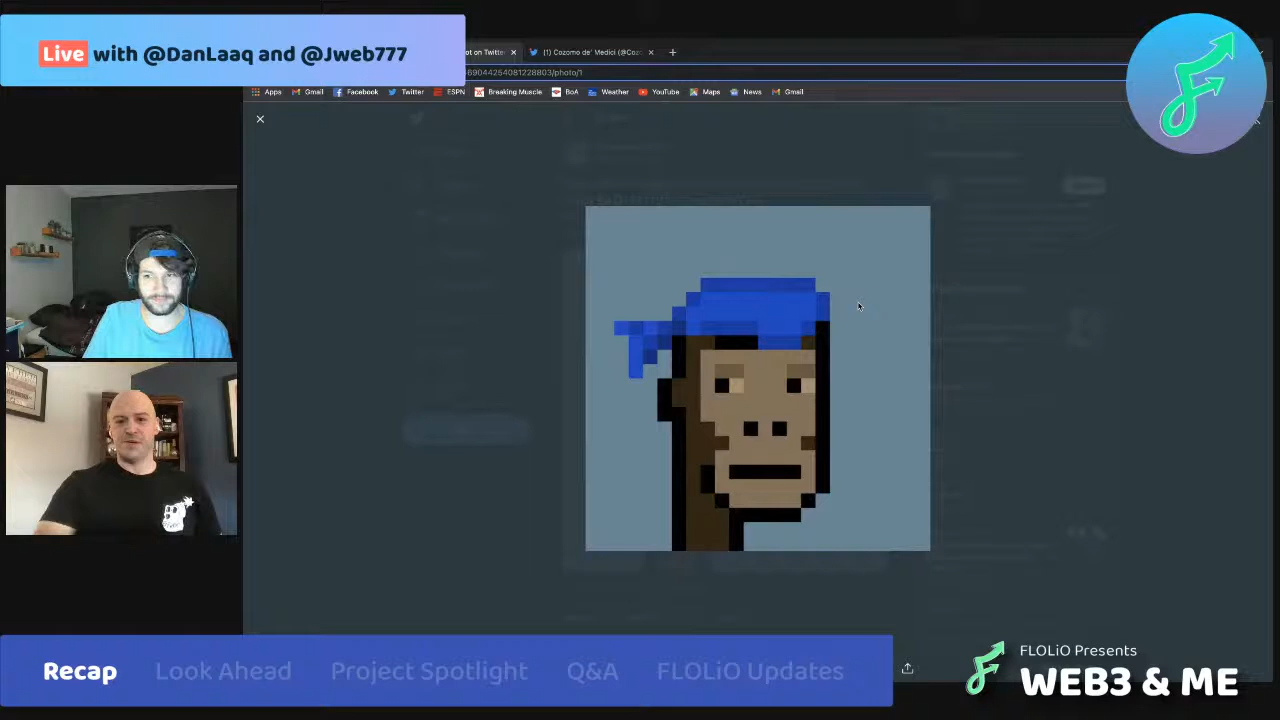 Live with @DanLaaq and @Jweb777
ot on Twitte
(1) Cozomo de' Medici (@Cozo
69044254081228803/photo/1
Apps Gmail Facebook Twitter ESPN Breaking Muscle BoA Weather YouTube Maps News Gmail
Recap Look Ahead Project Spotlight Q&A FLOLiO Updates
FLOLiO Presents
WEB3 & ME